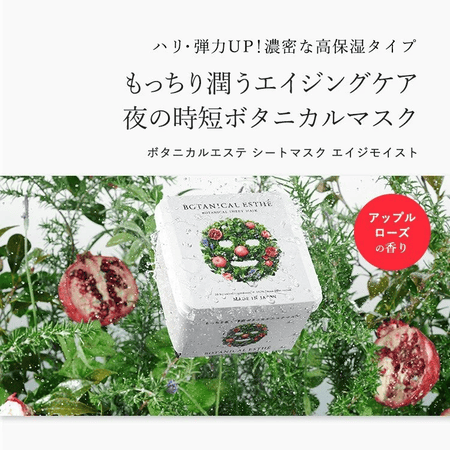 ハリ・弾力UP!濃密な高保湿タイプ
もっちり潤うエイジングケア
夜の時短ボタニカルマスク
ボタニカルエステ シートマスク エイジモイスト
アップル
ローズ
の香り
BOTANICAL ESTHÉ
BOTANICAL SHEET MASK
MADE IN JAPAN
BOTANICAL ESTHÉ